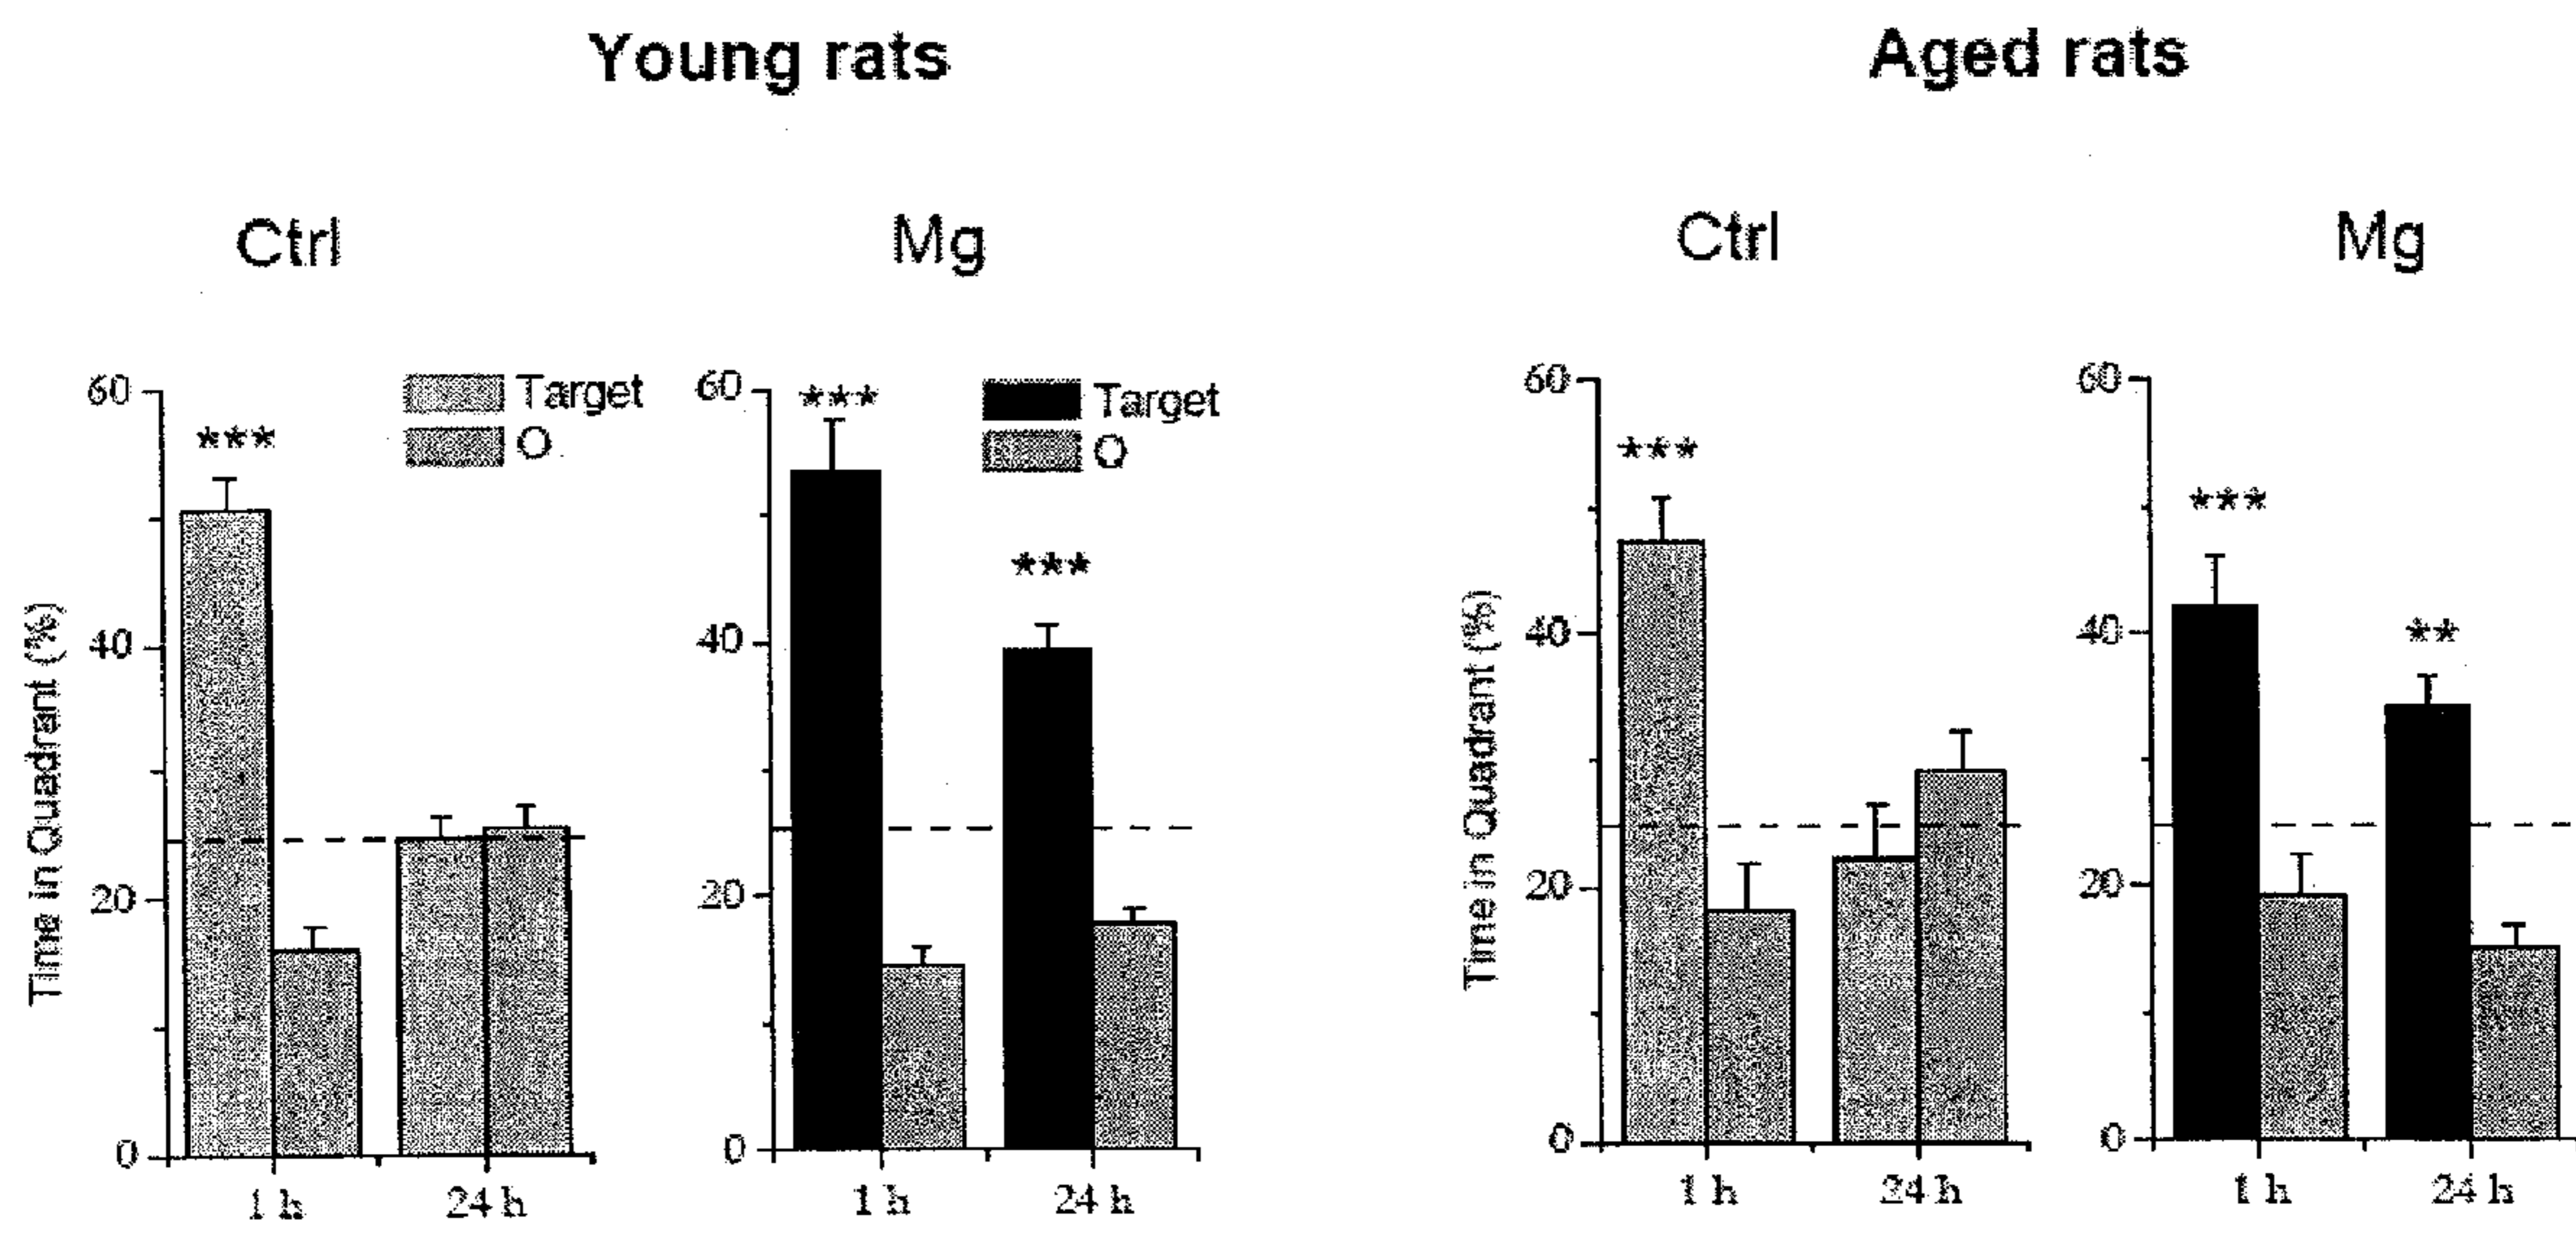 Young rats
Aged rats
Ctrl
Mg
Ctrl
Mg
Time in Quadrant (%)
60
40
20
0
***
Target
O
1 h
24 h
60
40
20
0
***
***
Target
O
1 h
24 h
Time in Quadrant (%)
60
40
20
0
***
1 h
24 h
60
40
20
0
***
**
1 h
24 h